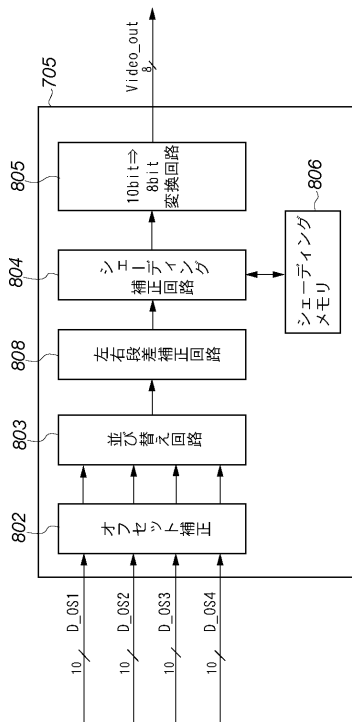 705
802
オフセット補正
803
並び替え回路
808
左右段差補正回路
804
シェーディング
補正回路
805
10bit⇒
8bit
変換回路
806
シェーディング
メモリ
D_OS1
10
D_OS2
10
D_OS3
10
D_OS4
10
Video_out
8